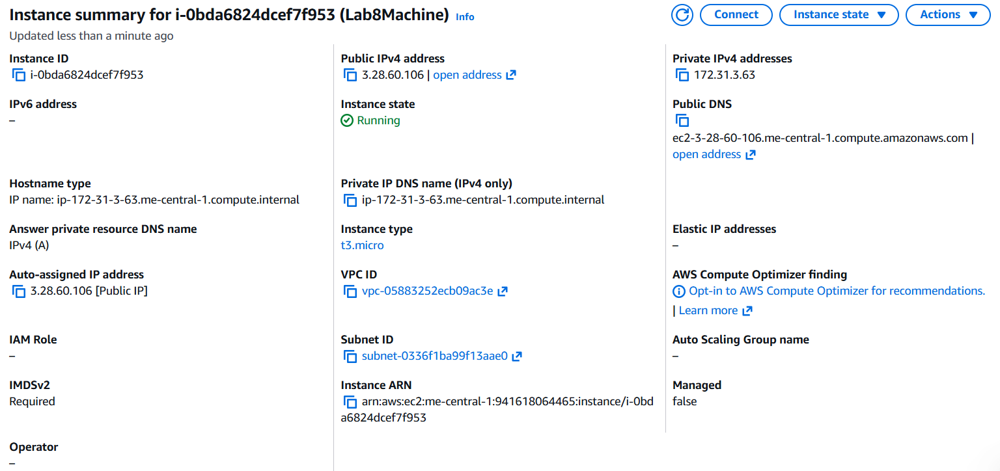 Instance summary for i-0bda6824dcef7f953 (Lab8Machine) Info
Connect
Instance state
Actions
Updated less than a minute ago
Instance ID
i-0bda6824dcef7f953
Public IPv4 address
3.28.60.106 | open address
Private IPv4 addresses
172.31.3.63
IPv6 address
–
Instance state
Running
Public DNS
ec2-3-28-60-106.me-central-1.compute.amazonaws.com |
open address
Hostname type
IP name: ip-172-31-3-63.me-central-1.compute.internal
Private IP DNS name (IPv4 only)
ip-172-31-3-63.me-central-1.compute.internal
Answer private resource DNS name
IPv4 (A)
Instance type
t3.micro
Elastic IP addresses
–
Auto-assigned IP address
3.28.60.106 [Public IP]
VPC ID
vpc-05883252ecb09ac3e
AWS Compute Optimizer finding
Opt-in to AWS Compute Optimizer for recommendations.
| Learn more
IAM Role
–
Subnet ID
subnet-0336f1ba99f13aae0
Auto Scaling Group name
–
IMDSv2
Required
Instance ARN
arn:aws:ec2:me-central-1:941618064465:instance/i-0bd
a6824dcef7f953
Managed
false
Operator
–